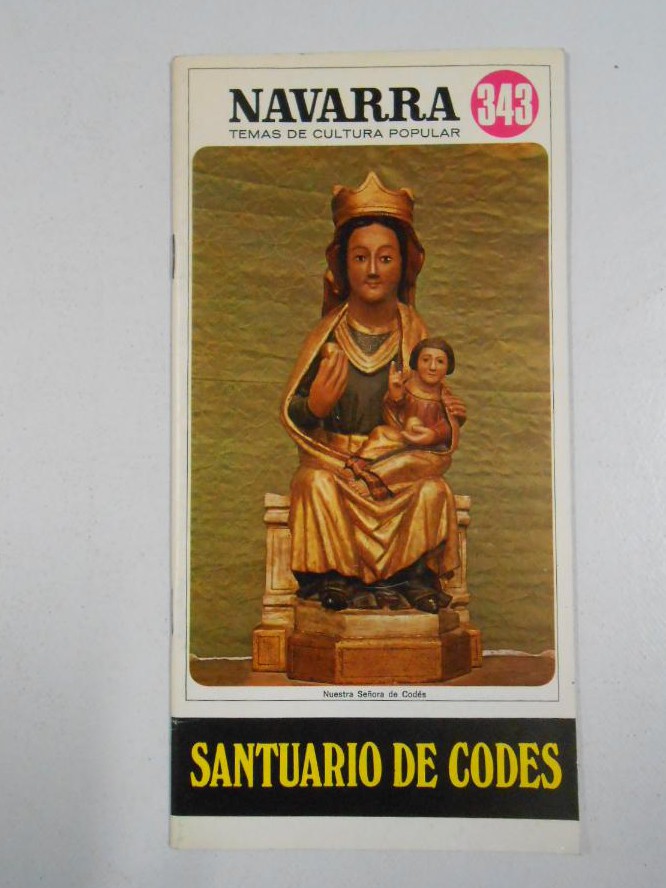 NAVARRA 343
TEMAS DE CULTURA POPULAR
Nuestra Señora de Codés
SANTUARIO DE CODES